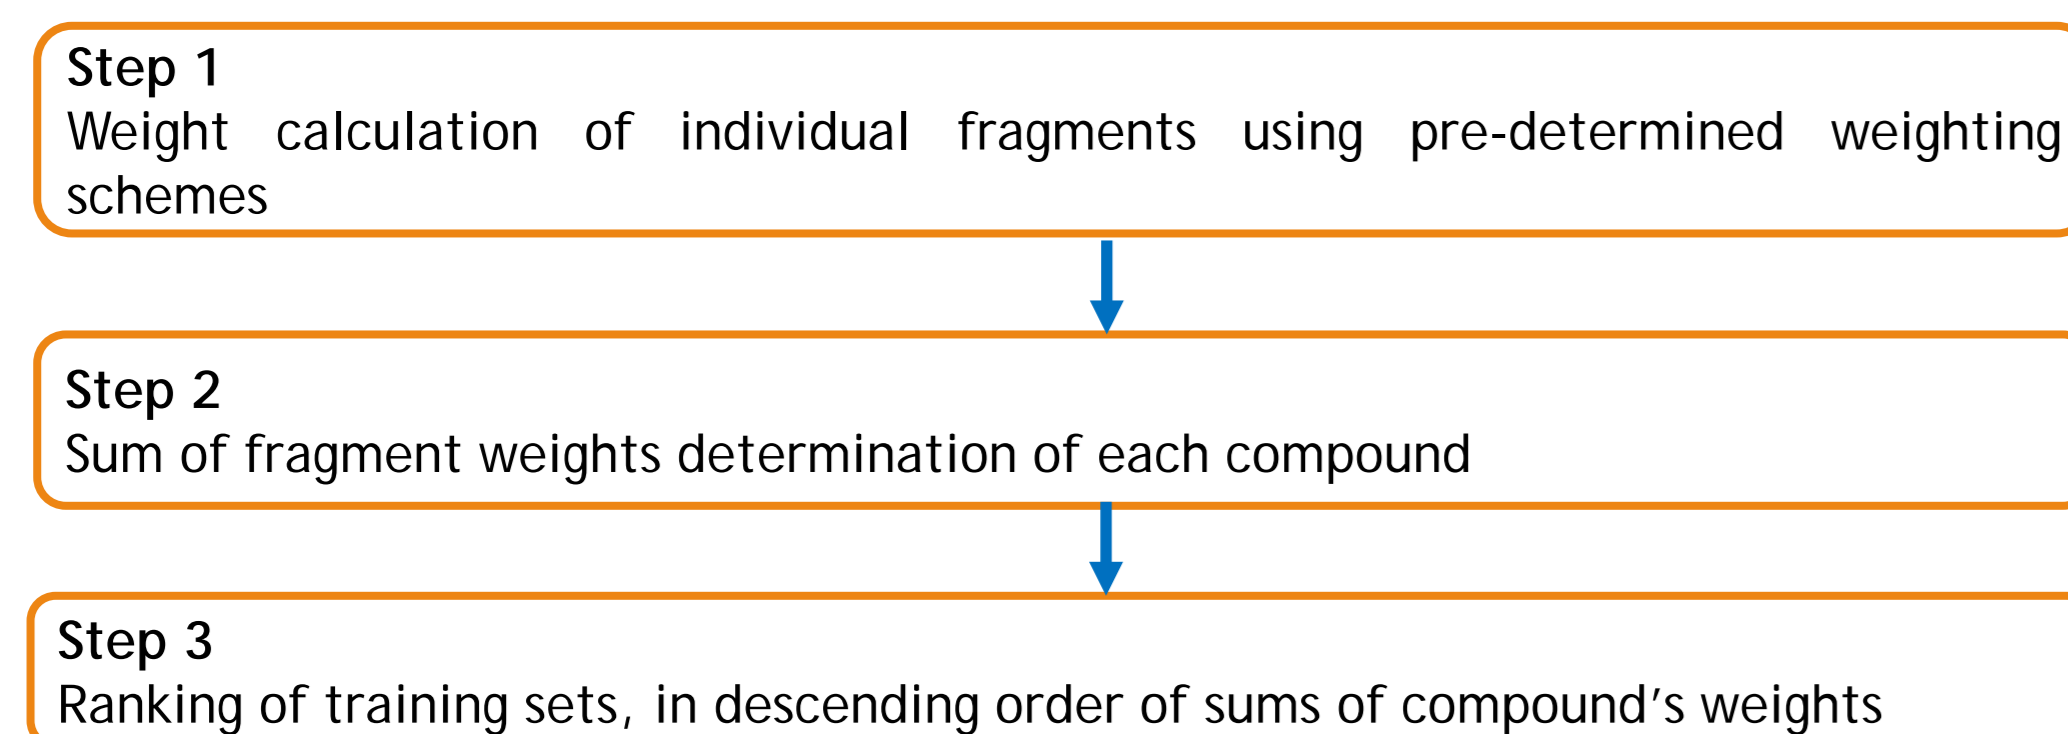 Step 1
Weight calculation of individual fragments using pre-determined weighting
schemes
Step 2
Sum of fragment weights determination of each compound
Step 3
Ranking of training sets, in descending order of sums of compound’s weights